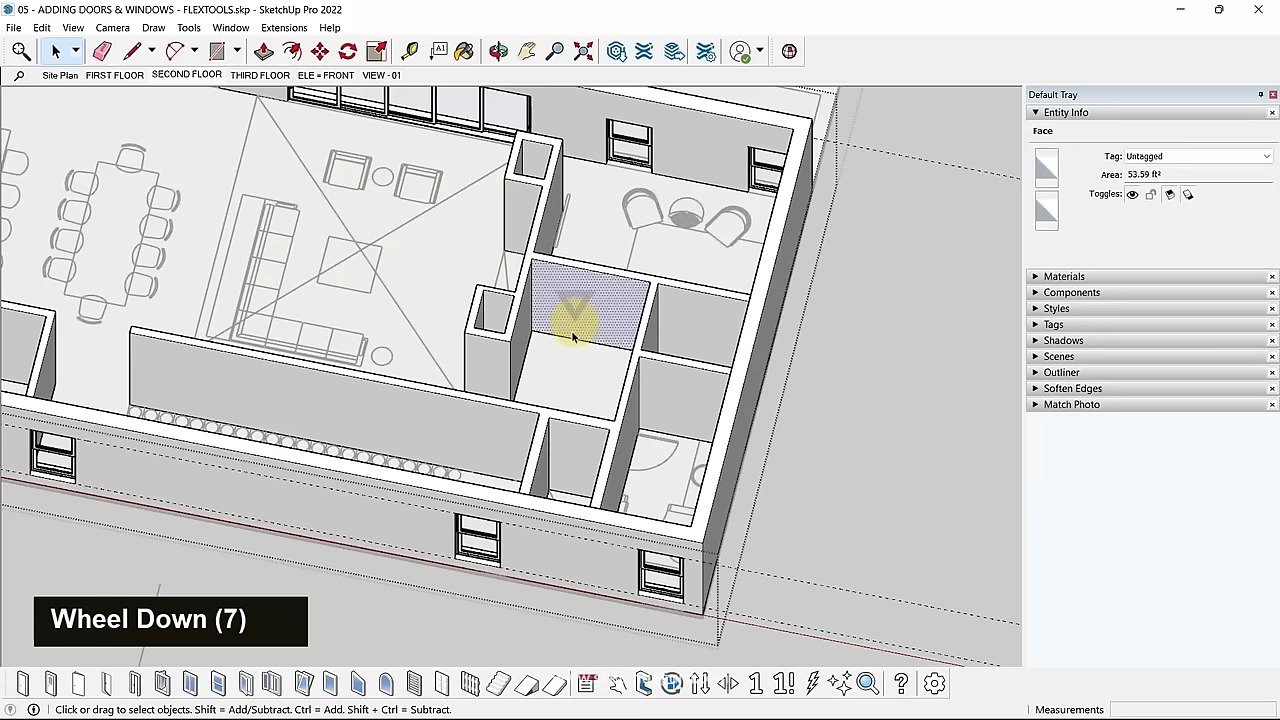 05 - ADDING DOORS & WINDOWS - FLEXTOOLS.skp - SketchUp Pro 2022
File Edit View Camera Draw Tools Window Extensions Help
A1
Site Plan FIRST FLOOR SECOND FLOOR THIRD FLOOR ELE = FRONT VIEW - 01
Default Tray
Entity Info
Face
Tag: Untagged
Area: 53.59 ft²
Toggles:
Materials
Components
Styles
Tags
Shadows
Scenes
Outliner
Soften Edges
Match Photo
Wheel Down (7)
1 1! ?
Click or drag to select objects. Shift = Add/Subtract. Ctrl = Add. Shift + Ctrl = Subtract.
Measurements